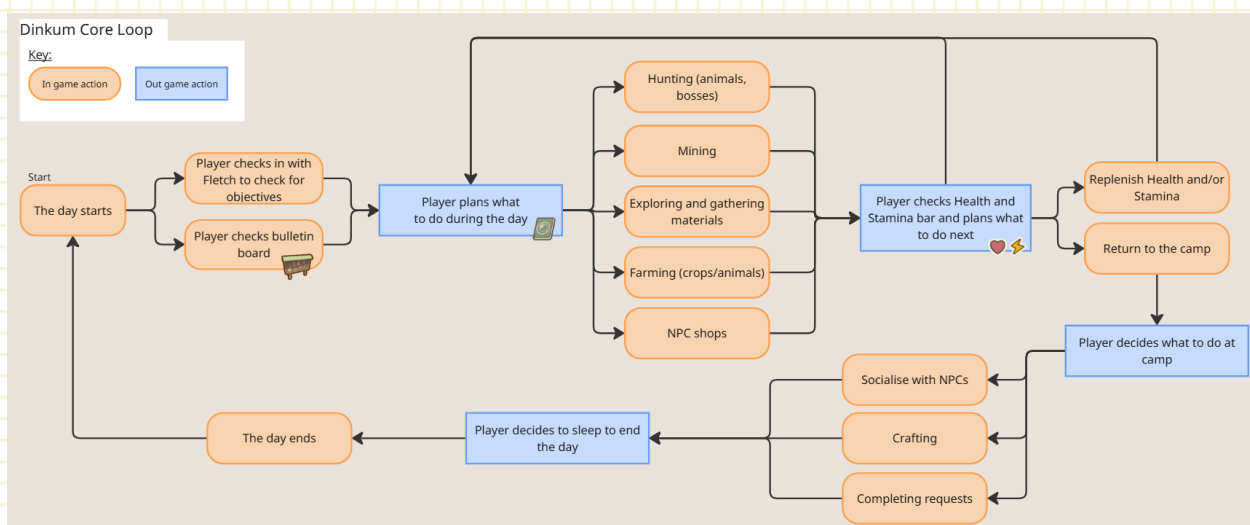 Dinkum Core Loop
Key:
In game action
Out game action
Start
The day starts
Player checks in with
Fletch to check for
objectives
Player checks bulletin
board
Player plans what
to do during the day
Hunting (animals,
bosses)
Mining
Exploring and gathering
materials
Farming (crops/animals)
NPC shops
Player checks Health and
Stamina bar and plans what
to do next
Replenish Health and/or
Stamina
Return to the camp
Player decides what to do at
camp
Socialise with NPCs
Crafting
Completing requests
Player decides to sleep to end
the day
The day ends